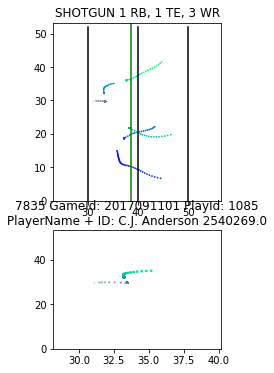 SHOTGUN 1 RB, 1 TE, 3 WR
50
40
30
20
10
0
30 40 50
7835 GameId: 2017091101 PlayId: 1085
PlayerName + ID: C.J. Anderson 2540269.0
40
20
0
30.0 32.5 35.0 37.5 40.0